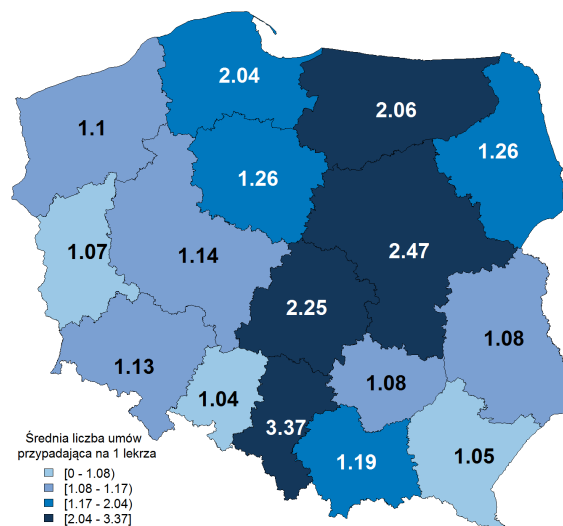 2.04
2.06
1.1
1.26
1.26
1.07
1.14
2.47
2.25
1.13
1.08
1.04
1.08
3.37
1.19
1.05
Średnia liczba umów
przypadająca na 1 lekrza
[0 - 1.08)
[1.08 - 1.17)
[1.17 - 2.04)
[2.04 - 3.37]